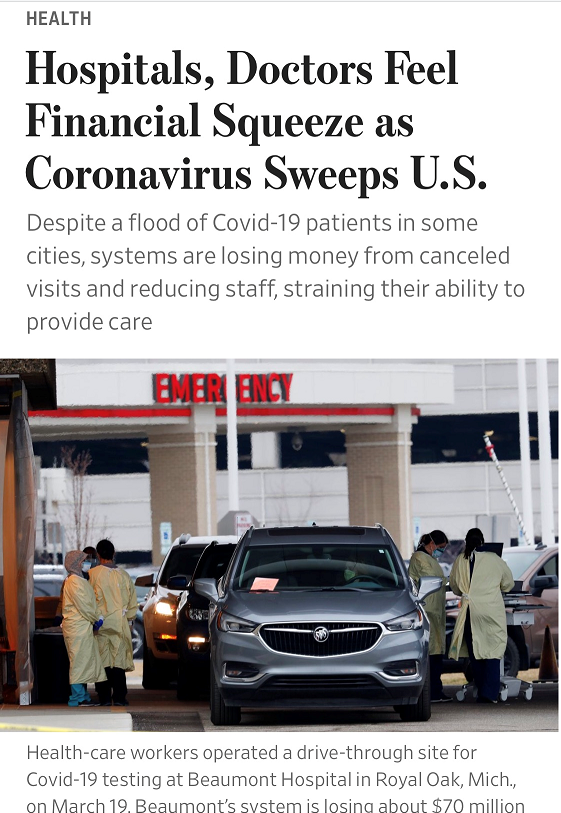 HEALTH
Hospitals, Doctors Feel
Financial Squeeze as
Coronavirus Sweeps U.S.
Despite a flood of Covid-19 patients in some
cities, systems are losing money from canceled
visits and reducing staff, straining their ability to
provide care
EMERGENCY
Health-care workers operated a drive-through site for
Covid-19 testing at Beaumont Hospital in Royal Oak, Mich.,
on March 19. Beaumont's system is losing about $70 million